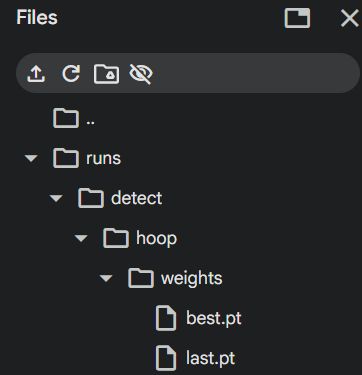 Files
..
runs
detect
hoop
weights
best.pt
last.pt